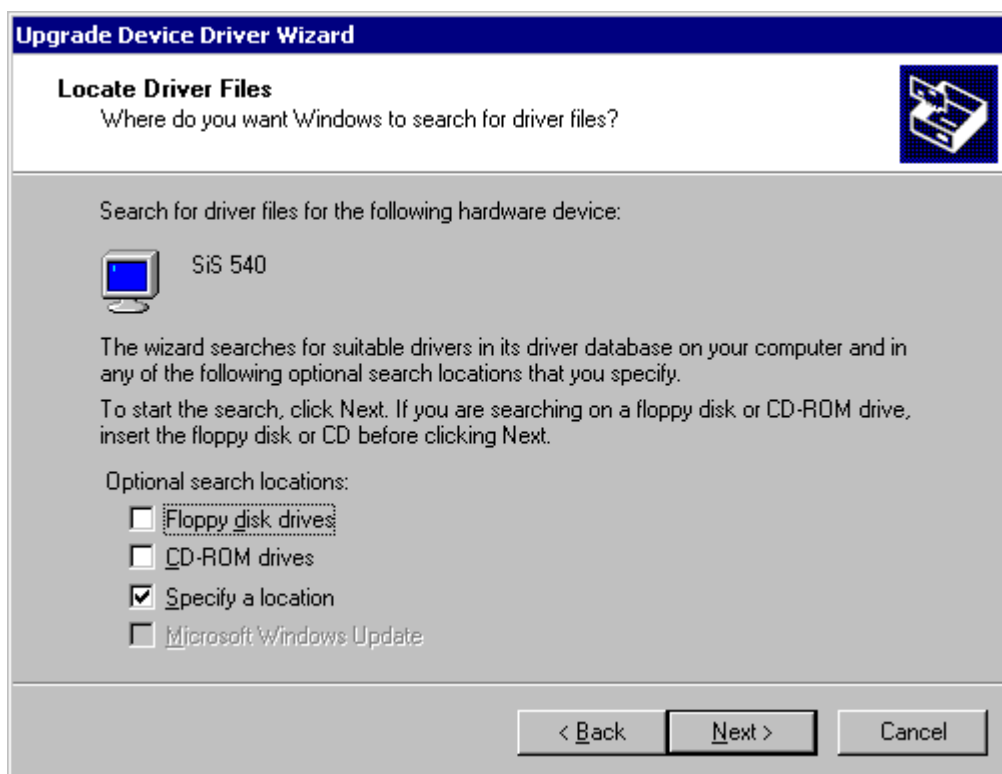 Upgrade Device Driver Wizard
Locate Driver Files
Where do you want Windows to search for driver files?
Search for driver files for the following hardware device:
SiS 540
The wizard searches for suitable drivers in its driver database on your computer and in
any of the following optional search locations that you specify.
To start the search, click Next. If you are searching on a floppy disk or CD-ROM drive,
insert the floppy disk or CD before clicking Next.
Optional search locations:
Floppy disk drives
CD-ROM drives
Specify a location
Microsoft Windows Update
< Back Next > Cancel